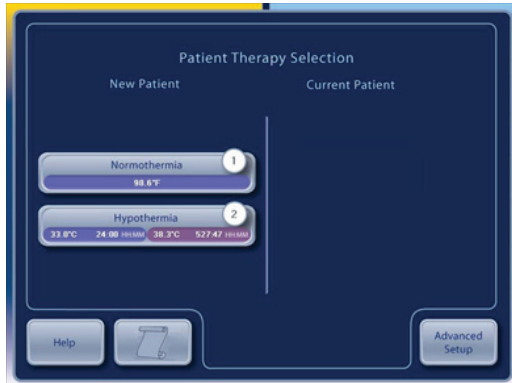 Patient Therapy Selection
New Patient
Current Patient
Normothermia
1
98.6°F
Hypothermia
2
33.0°C 24:00 HH:MM 38.3°C 527:47 HH:MM
Help
Advanced
Setup